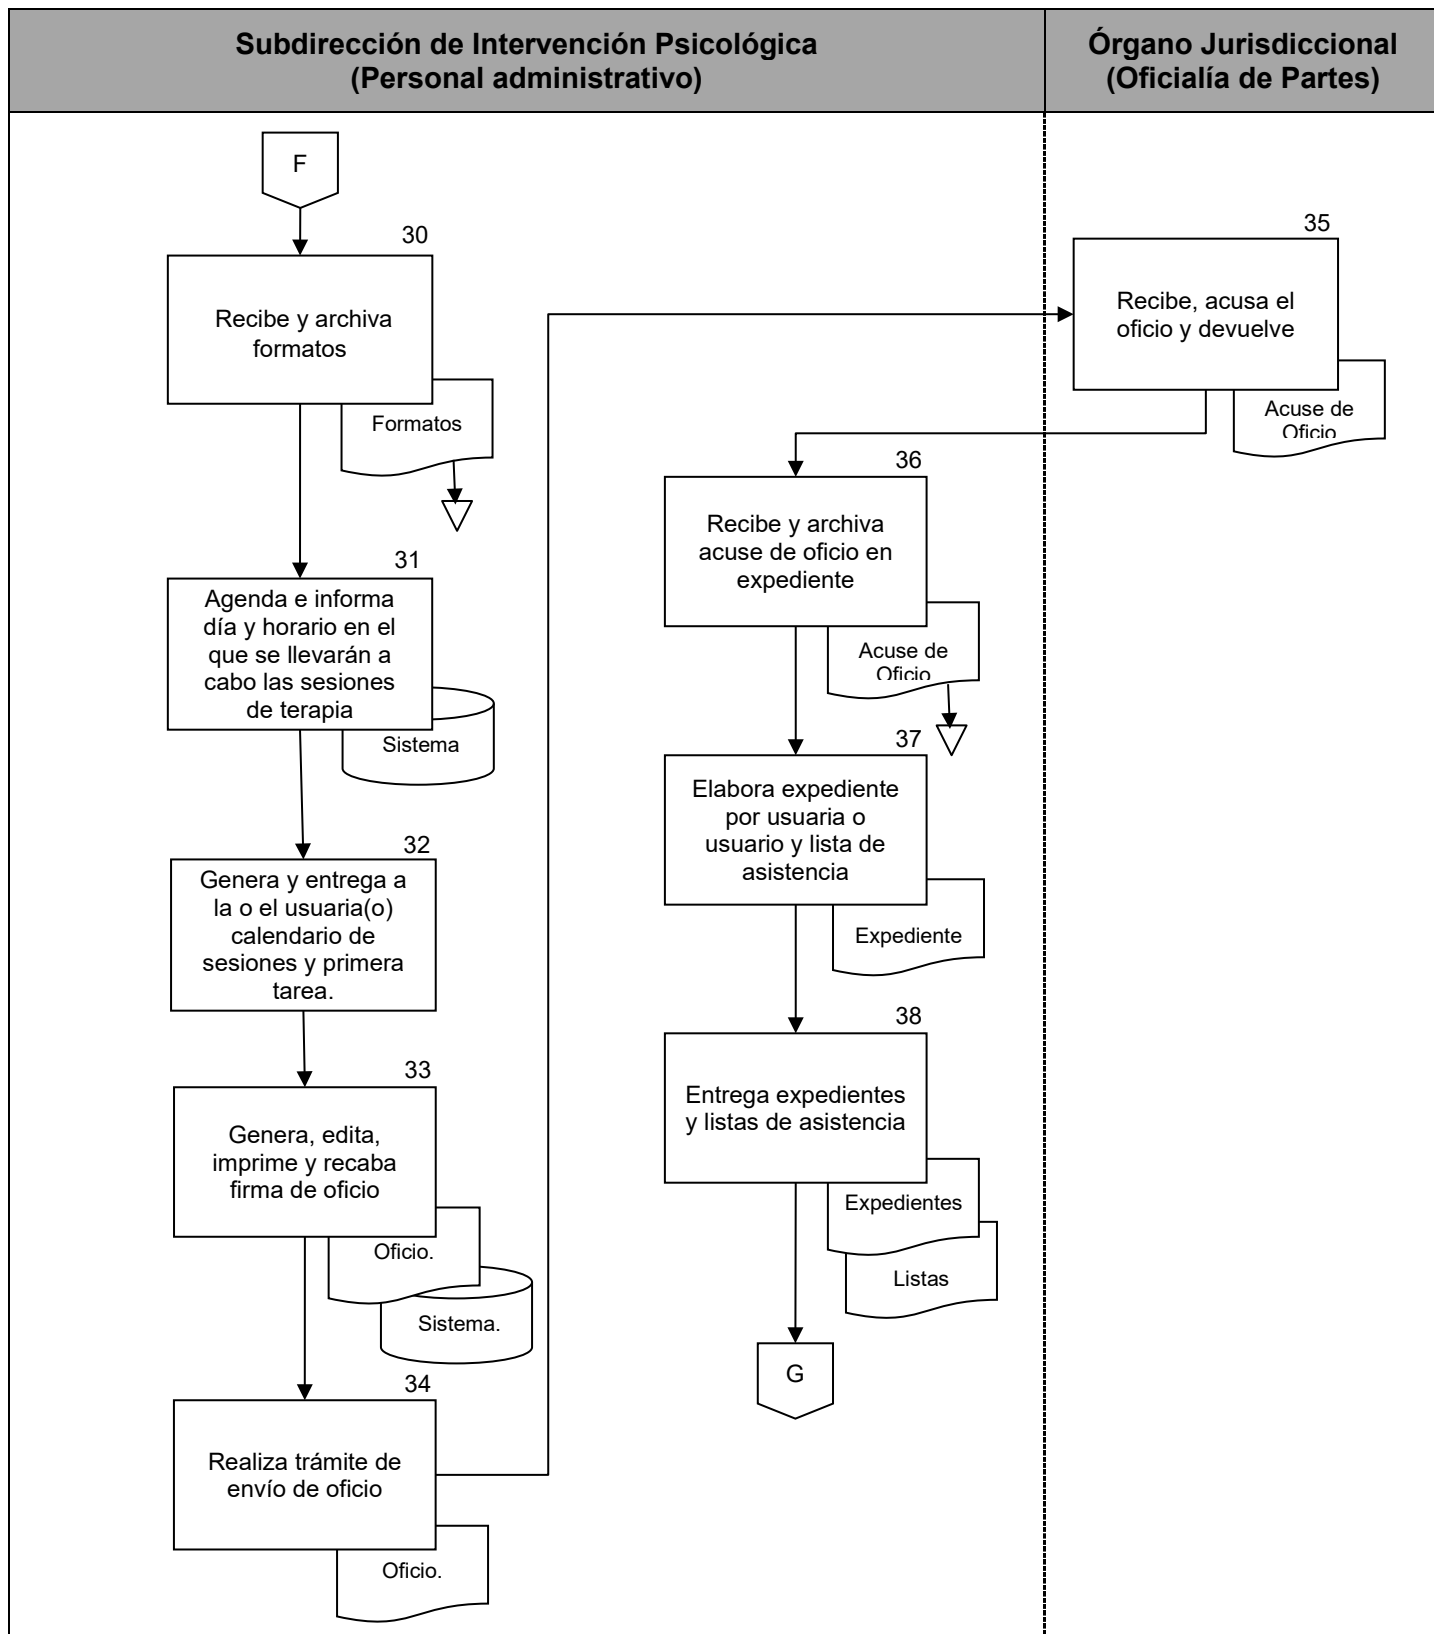 Subdirección de Intervención Psicológica
(Personal administrativo)
Órgano Jurisdiccional
(Oficialía de Partes)
F
30
Recibe y archiva
formatos
Formatos
31
Agenda e informa
día y horario en el
que se llevarán a
cabo las sesiones
de terapia
Sistema
32
Genera y entrega a
la o el usuaria(o)
calendario de
sesiones y primera
tarea.
33
Genera, edita,
imprime y recaba
firma de oficio
Oficio.
Sistema.
34
Realiza trámite de
envío de oficio
Oficio.
35
Recibe, acusa el
oficio y devuelve
Acuse de
Oficio
36
Recibe y archiva
acuse de oficio en
expediente
Acuse de
Oficio
37
Elabora expediente
por usuaria o
usuario y lista de
asistencia
Expediente
38
Entrega expedientes
y listas de asistencia
Expedientes
Listas
G